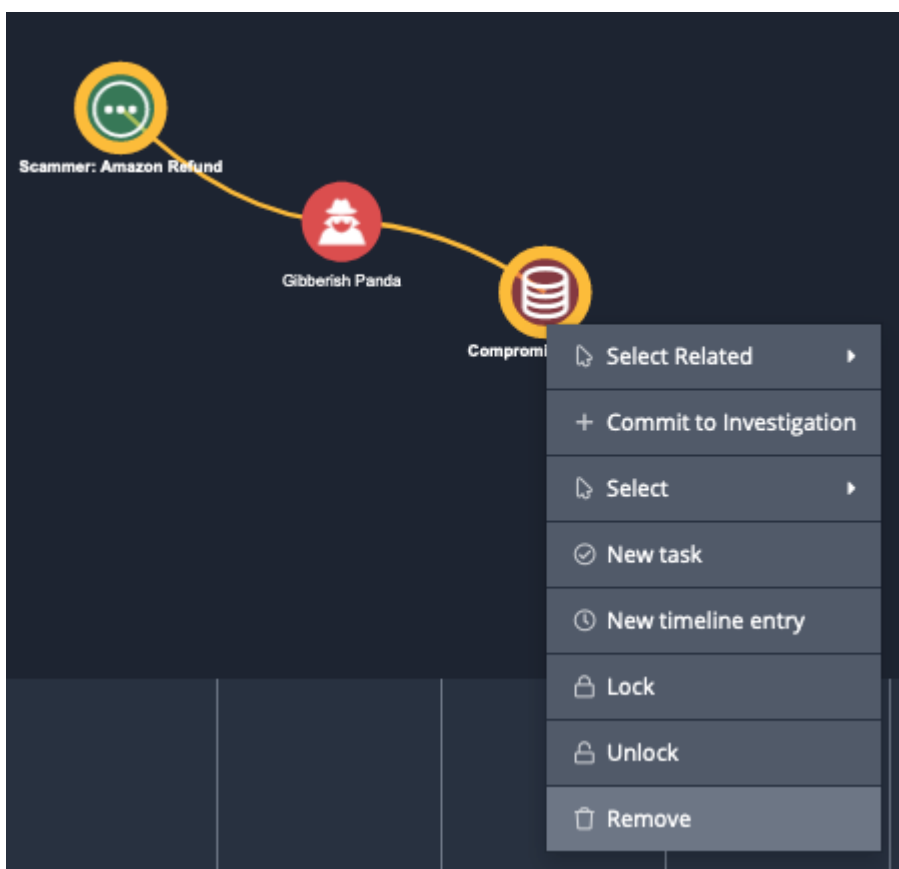 Scammer: Amazon Refund
Gibberish Panda
Select Related
Commit to Investigation
Select
New task
New timeline entry
Lock
Unlock
Remove